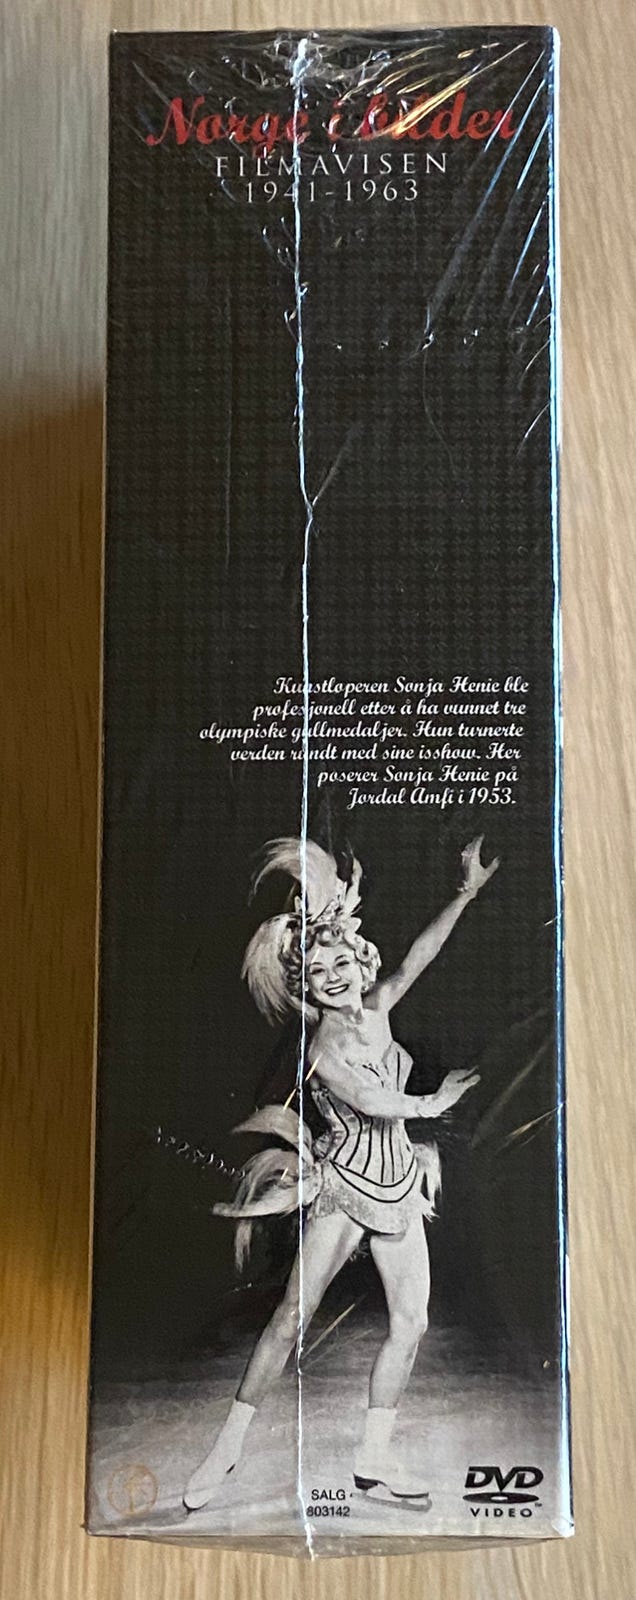 Norge i bilder
FILMAVISEN
1941-1963
Kunstløperen Sonja Henie ble
profesjonell etter å ha vunnet tre
olympiske gullmedaljer. Hun turnerte
verden rundt med sine isshow. Her
poserer Sonja Henie på
Jordal Amfi i 1953.
SALG
803142
DVD
VIDEO